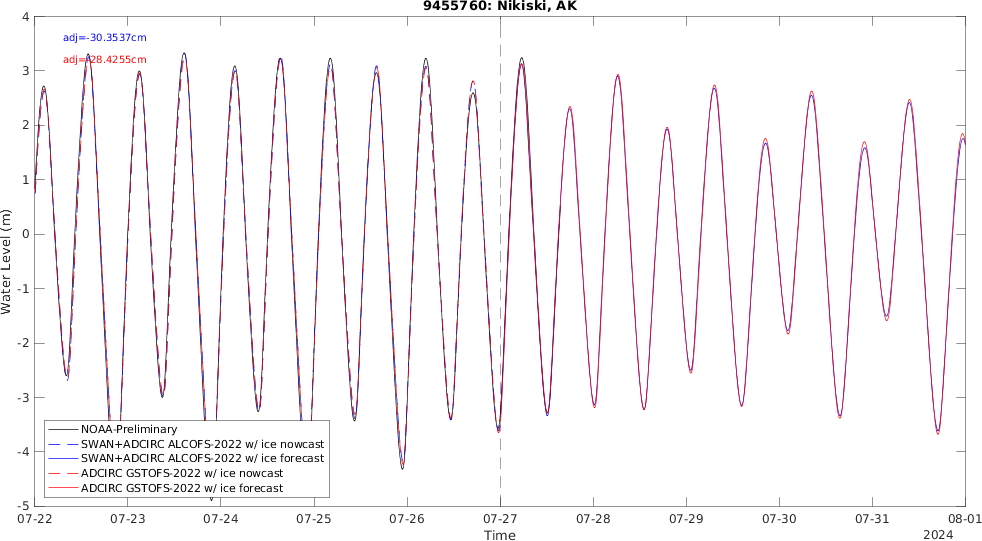 9455760: Nikiski, AK
adj=-30.3537cm
adj=-28.4255cm
4
3
2
1
0
-1
-2
-3
-4
-5
Water Level (m)
NOAA-Preliminary
SWAN+ADCIRC ALCOFS-2022 w/ ice nowcast
SWAN+ADCIRC ALCOFS-2022 w/ ice forecast
ADCIRC GSTOFS-2022 w/ ice nowcast
ADCIRC GSTOFS-2022 w/ ice forecast
07-22 07-23 07-24 07-25 07-26 07-27 07-28 07-29 07-30 07-31 08-01
Time
2024